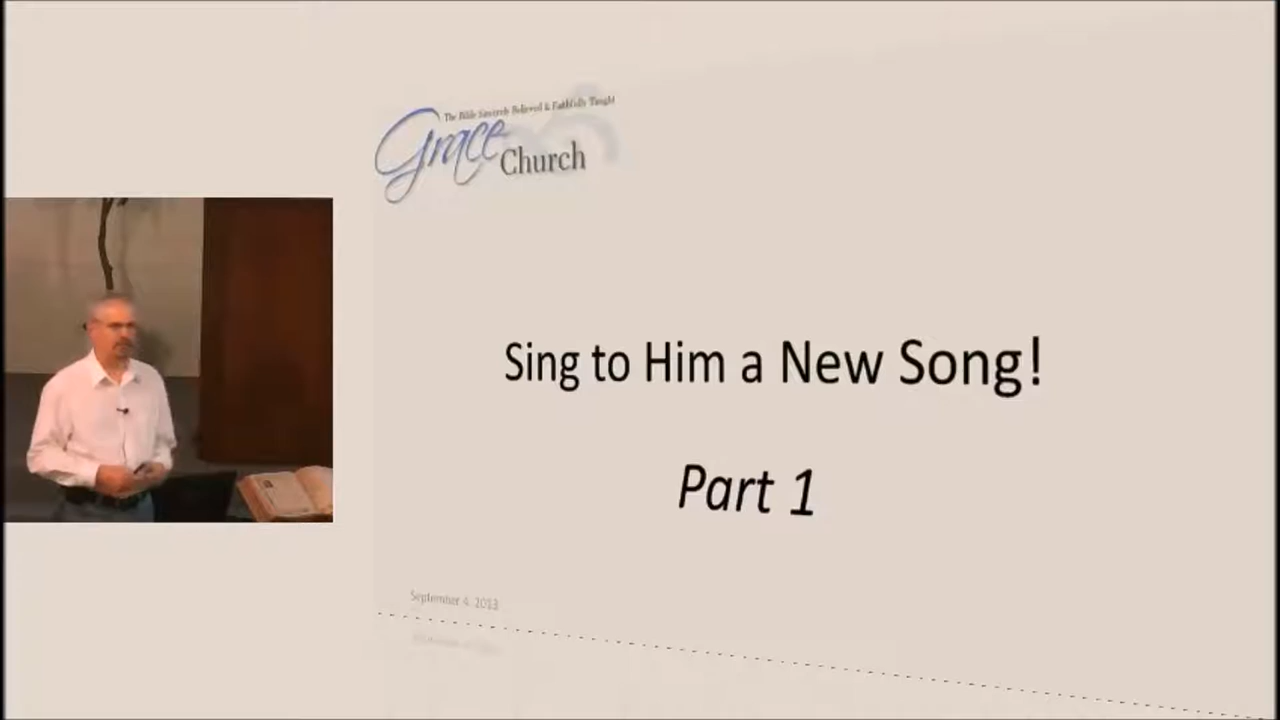 The Bible Sincerely Believed & Faithfully Taught
Grace Church
Sing to Him a New Song!
Part 1
September 4, 2013